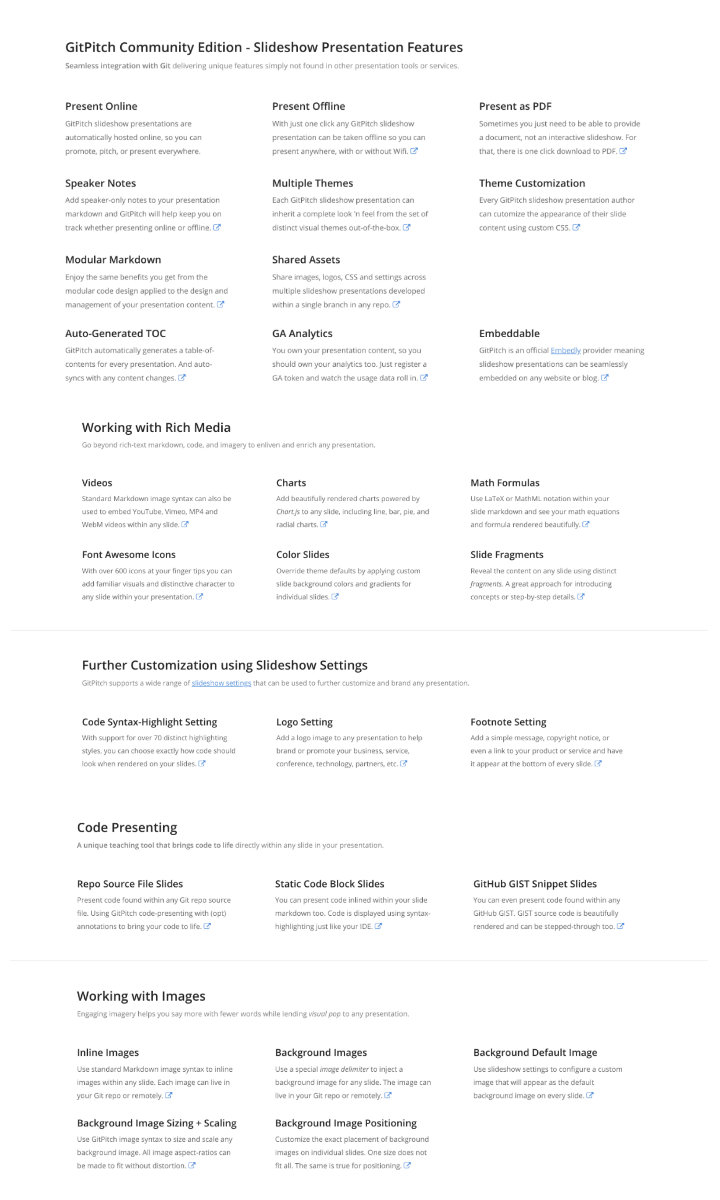 GitPitch Community Edition - Slideshow Presentation Features
Seamless integration with Git delivering unique features simply not found in other presentation tools or services.
Present Online
GitPitch slideshow presentations are
automatically hosted online, so you can
promote, pitch, or present everywhere.
Present Offline
With just one click any GitPitch slideshow
presentation can be taken offline so you can
present anywhere, with or without Wifi.
Present as PDF
Sometimes you just need to be able to provide
a document, not an interactive slideshow. For
that, there is one click download to PDF.
Speaker Notes
Add speaker-only notes to your presentation
markdown and GitPitch will help keep you on
track whether presenting online or offline.
Multiple Themes
Each GitPitch slideshow presentation can
inherit a complete look 'n feel from the set of
distinct visual themes out-of-the-box.
Theme Customization
Every GitPitch slideshow presentation author
can cutomize the appearance of their slide
content using custom CSS.
Modular Markdown
Enjoy the same benefits you get from the
modular code design applied to the design and
management of your presentation content.
Shared Assets
Share images, logos, CSS and settings across
multiple slideshow presentations developed
within a single branch in any repo.
Auto-Generated TOC
GitPitch automatically generates a table-of-
contents for every presentation. And auto-
syncs with any content changes.
GA Analytics
You own your presentation content, so you
should own your analytics too. Just register a
GA token and watch the usage data roll in.
Embeddable
GitPitch is an official Embedly provider meaning
slideshow presentations can be seamlessly
embedded on any website or blog.
Working with Rich Media
Go beyond rich-text markdown, code, and imagery to enliven and enrich any presentation.
Videos
Standard Markdown image syntax can also be
used to embed YouTube, Vimeo, MP4 and
WebM videos within any slide.
Charts
Add beautifully rendered charts powered by
Chart.js to any slide, including line, bar, pie, and
radial charts.
Math Formulas
Use LaTeX or MathML notation within your
slide markdown and see your math equations
and formula rendered beautifully.
Font Awesome Icons
With over 600 icons at your finger tips you can
add familiar visuals and distinctive character to
any slide within your presentation.
Color Slides
Override theme defaults by applying custom
slide background colors and gradients for
individual slides.
Slide Fragments
Reveal the content on any slide using distinct
fragments. A great approach for introducing
concepts or step-by-step details.
Further Customization using Slideshow Settings
GitPitch supports a wide range of slideshow settings that can be used to further customize and brand any presentation.
Code Syntax-Highlight Setting
With support for over 70 distinct highlighting
styles, you can choose exactly how code should
look when rendered on your slides.
Logo Setting
Add a logo image to any presentation to help
brand or promote your business, service,
conference, technology, partners, etc.
Footnote Setting
Add a simple message, copyright notice, or
even a link to your product or service and have
it appear at the bottom of every slide.
Code Presenting
A unique teaching tool that brings code to life directly within any slide in your presentation.
Repo Source File Slides
Present code found within any Git repo source
file. Using GitPitch code-presenting with (opt)
annotations to bring your code to life.
Static Code Block Slides
You can present code inlined within your slide
markdown too. Code is displayed using syntax-
highlighting just like your IDE.
GitHub GIST Snippet Slides
You can even present code found within any
GitHub GIST. GIST source code is beautifully
rendered and can be stepped-through too.
Working with Images
Engaging imagery helps you say more with fewer words while lending visual pop to any presentation.
Inline Images
Use standard Markdown image syntax to inline
images within any slide. Each image can live in
your Git repo or remotely.
Background Images
Use a special image delimiter to inject a
background image for any slide. The image can
live in your Git repo or remotely.
Background Default Image
Use slideshow settings to configure a custom
image that will appear as the default
background image on every slide.
Background Image Sizing + Scaling
Use GitPitch image syntax to size and scale any
background image. All image aspect-ratios can
be made to fit without distortion.
Background Image Positioning
Customize the exact placement of background
images on individual slides. One size does not
fit all. The same is true for positioning.